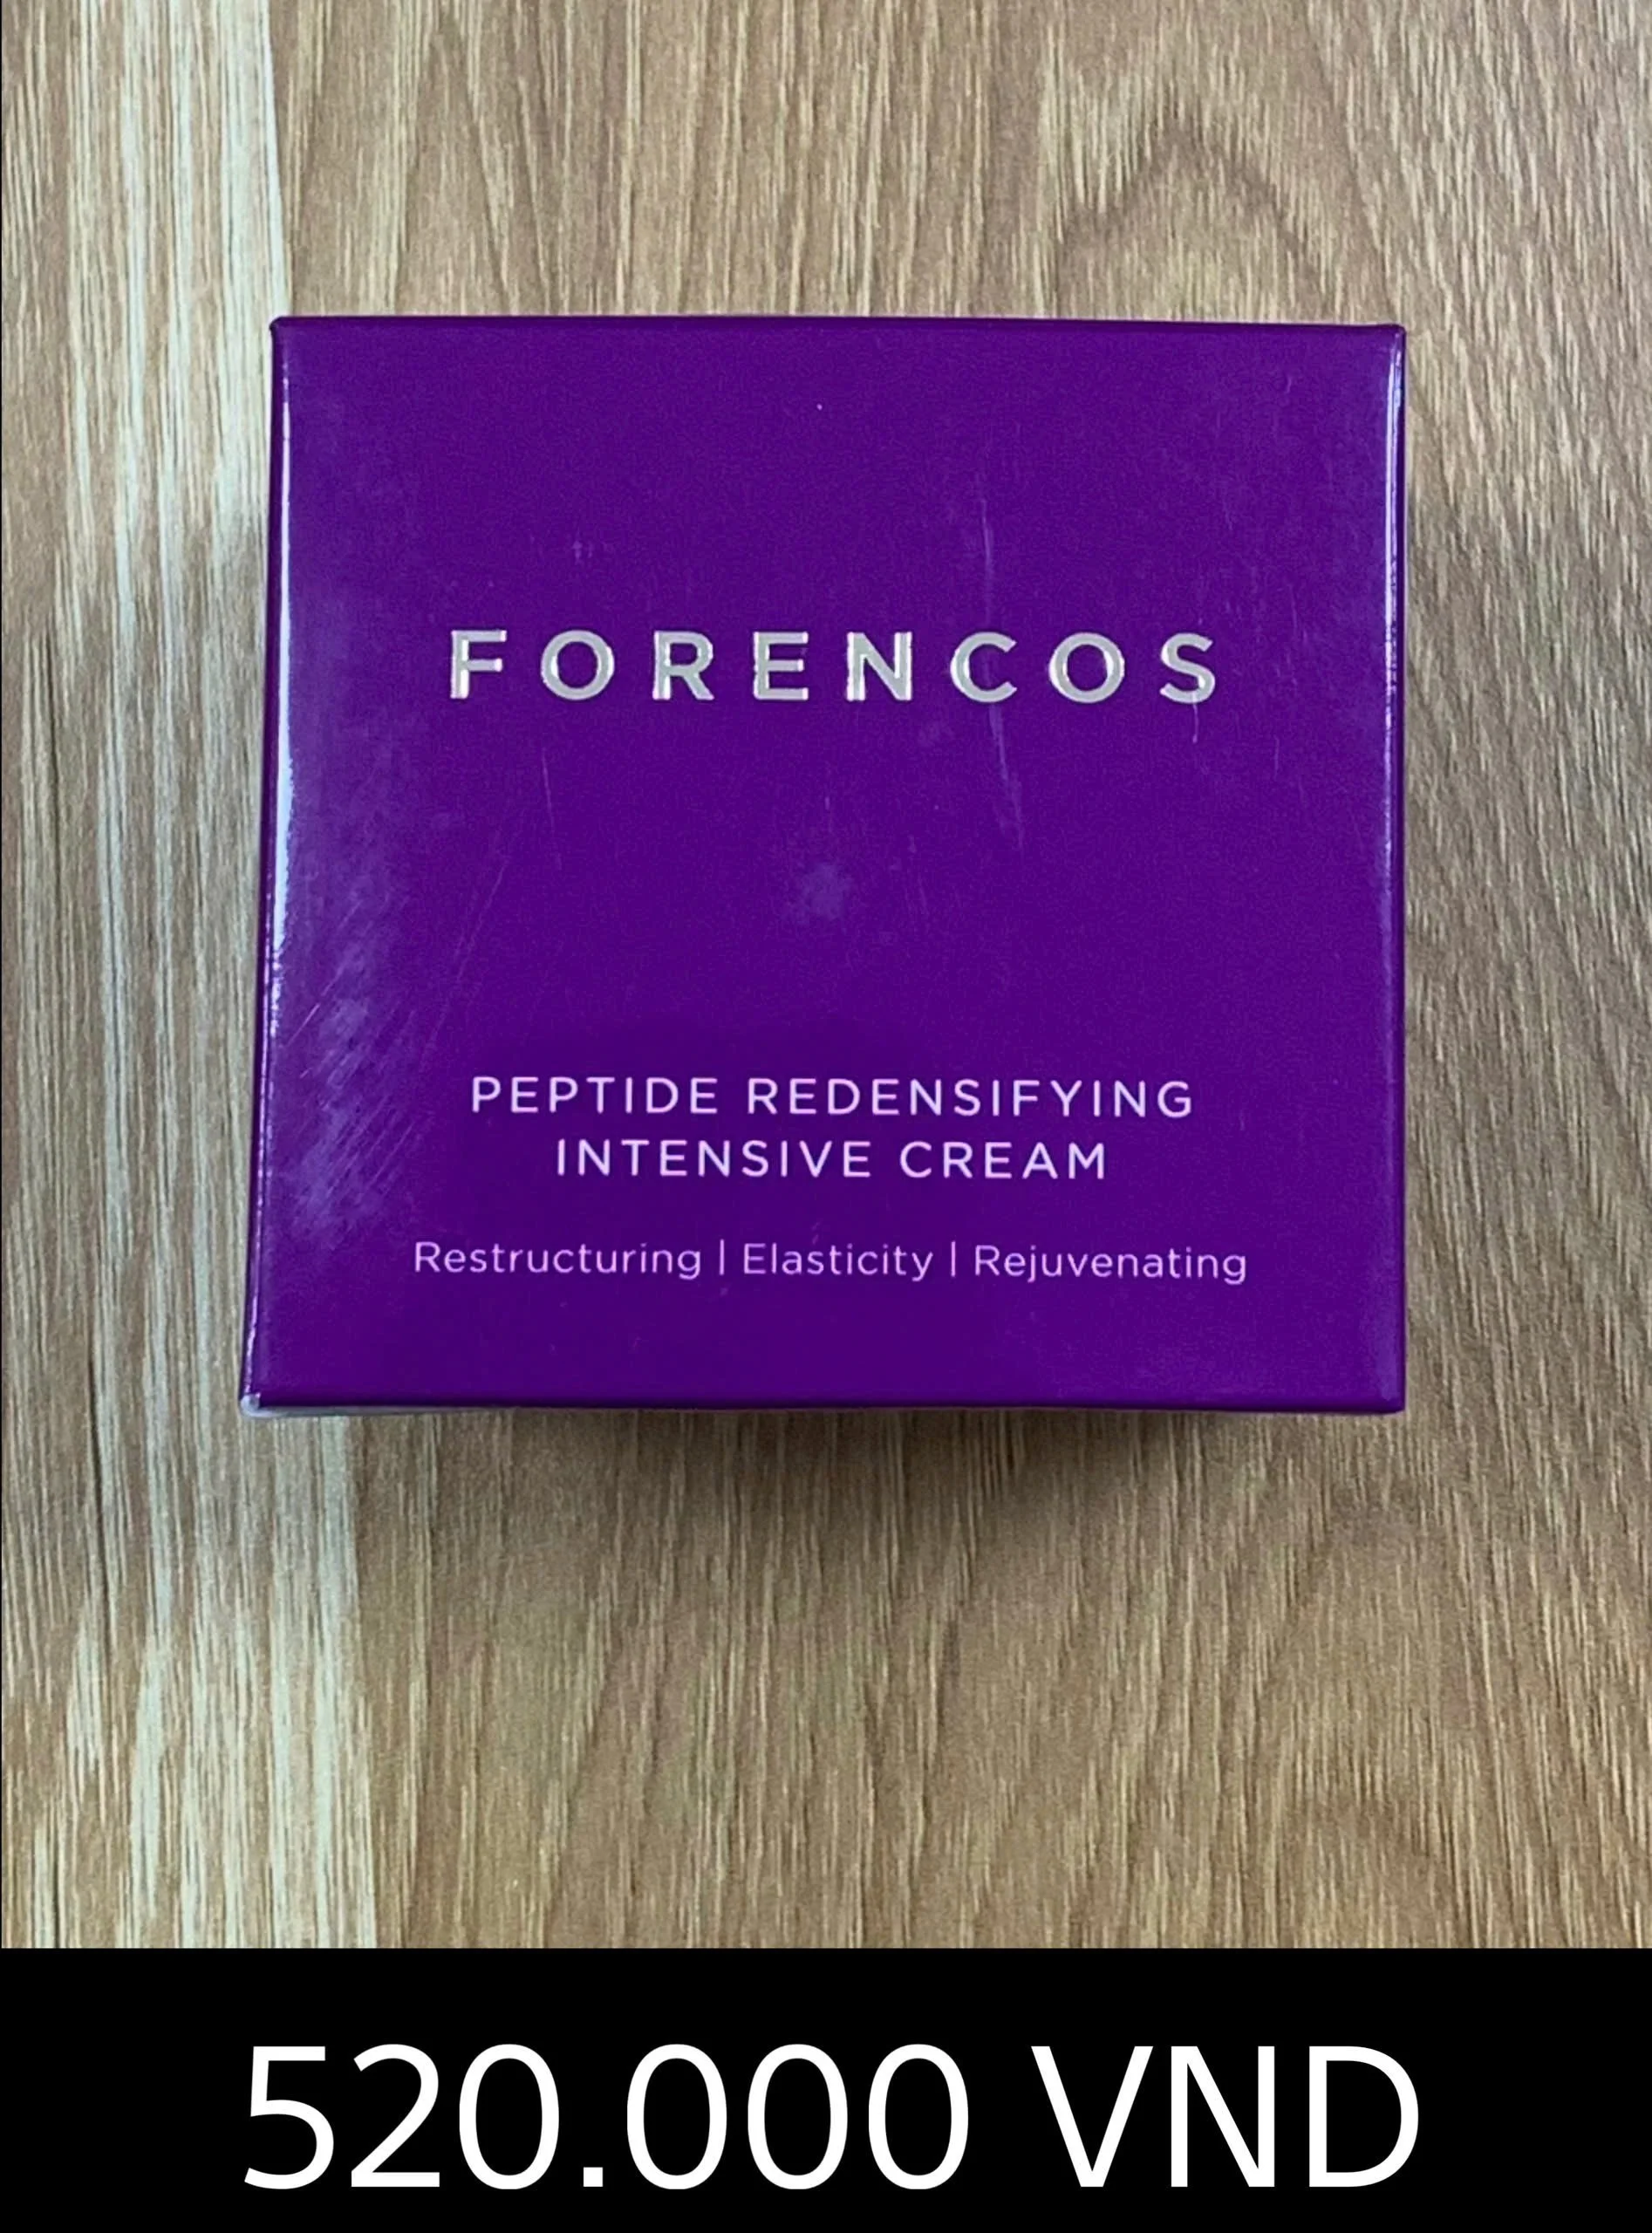 FORENCOS
PEPTIDE REDENSIFYING
INTENSIVE CREAM
Restructuring | Elasticity | Rejuvenating
520.000 VND